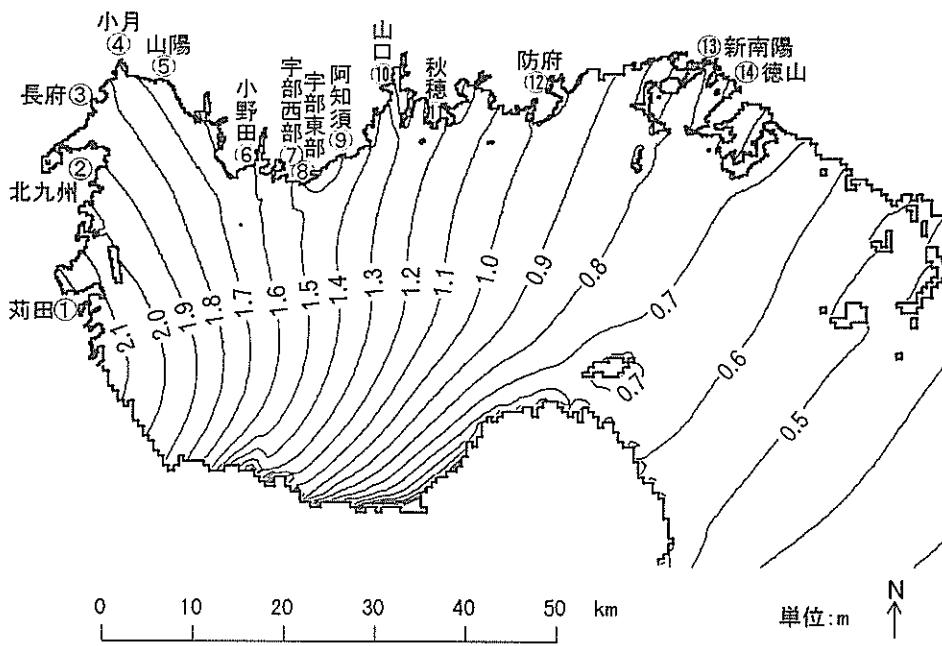 小月
④
山陽
⑤
長府③
②
北九州
苅田①
小野田
⑥
宇部西部
⑦
宇部東部
⑧
阿知須
⑨
山口
⑩
秋穂
⑪
防府
⑫
⑬新南陽
⑭徳山
2.1
2.0
1.9
1.8
1.7
1.6
1.5
1.4
1.3
1.2
1.1
1.0
0.9
0.8
0.7
0.7
0.6
0.5
0 10 20 30 40 50 km
単位:m
N